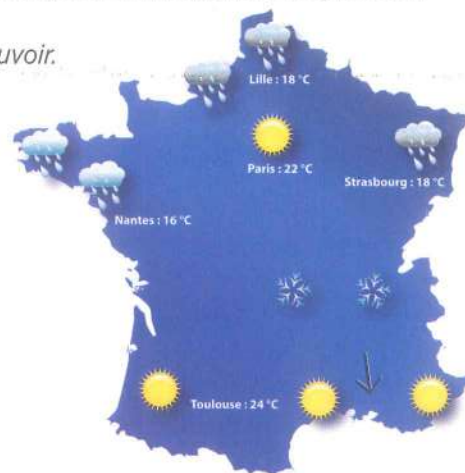 uvoir.
Lille : 18 °C
Paris : 22 °C
Strasbourg : 18 °C
Nantes : 16 °C
Toulouse : 24 °C